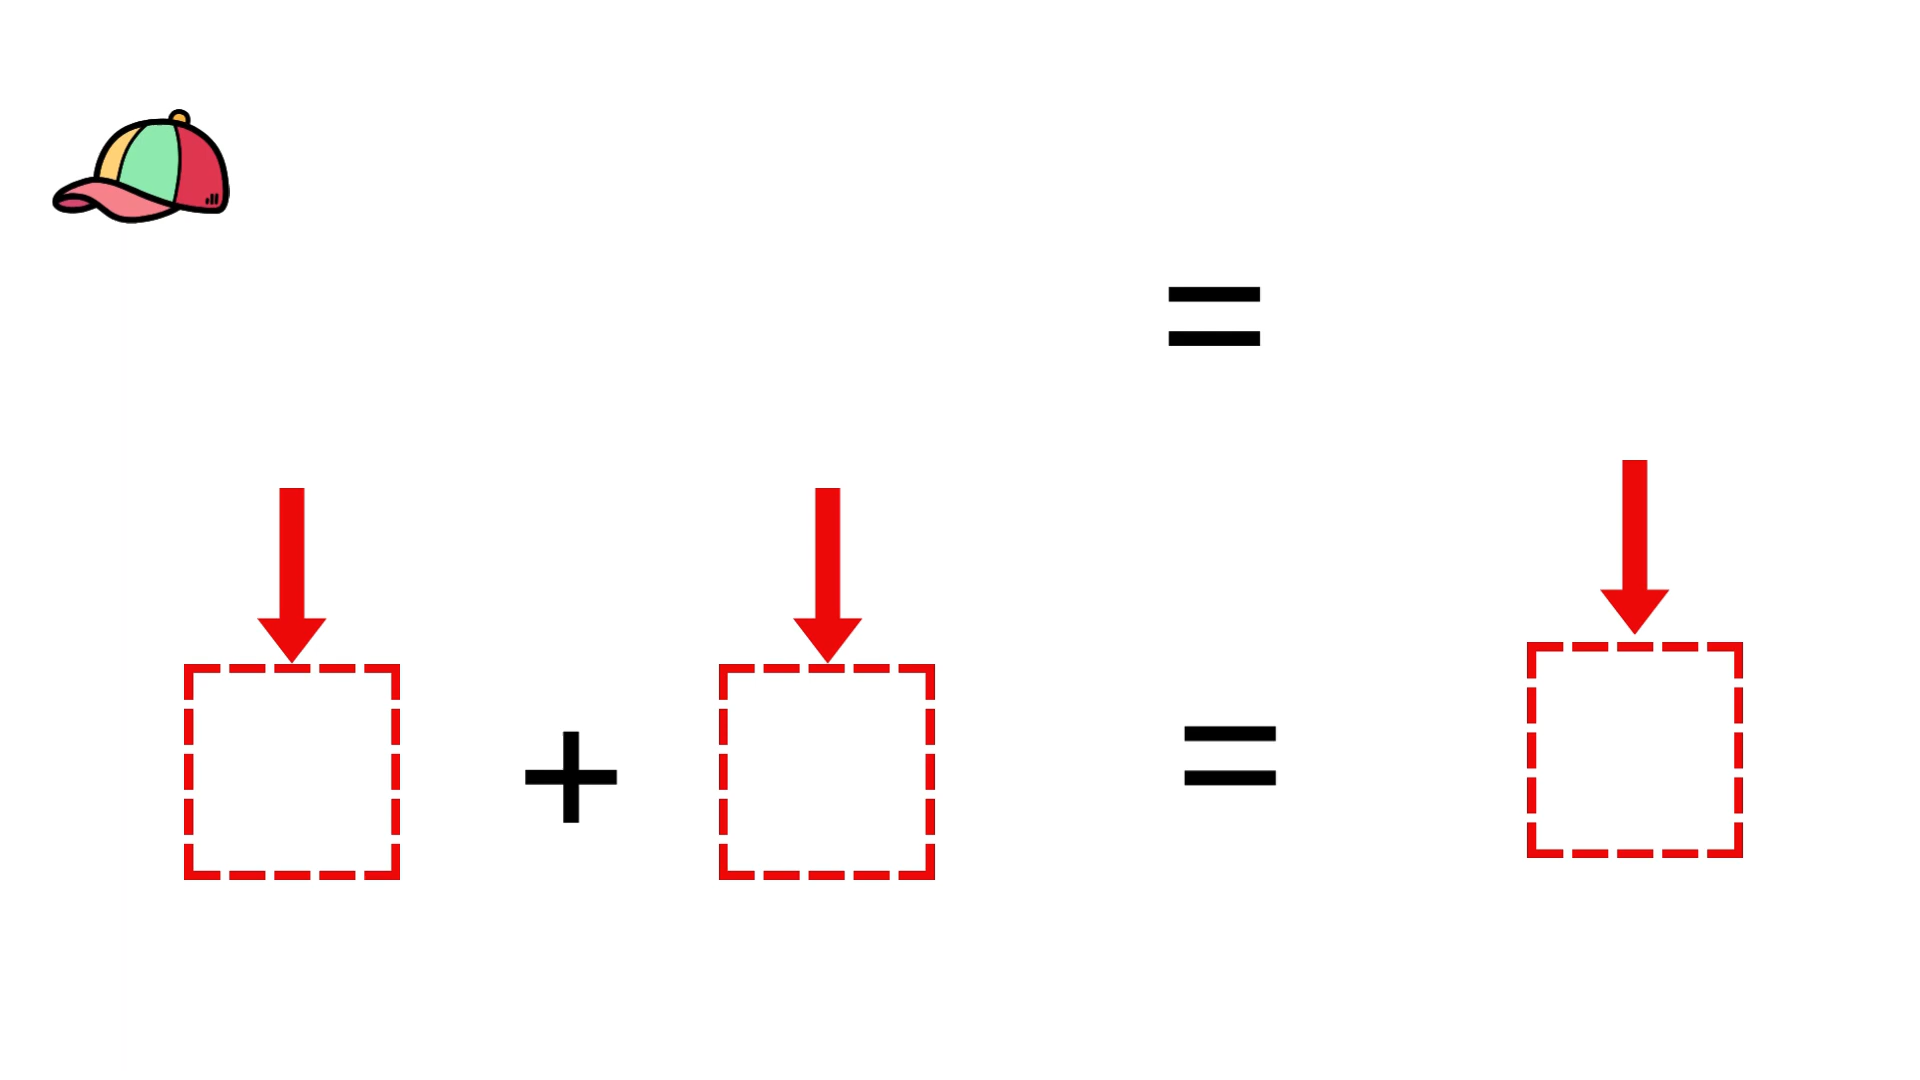 =
+ =